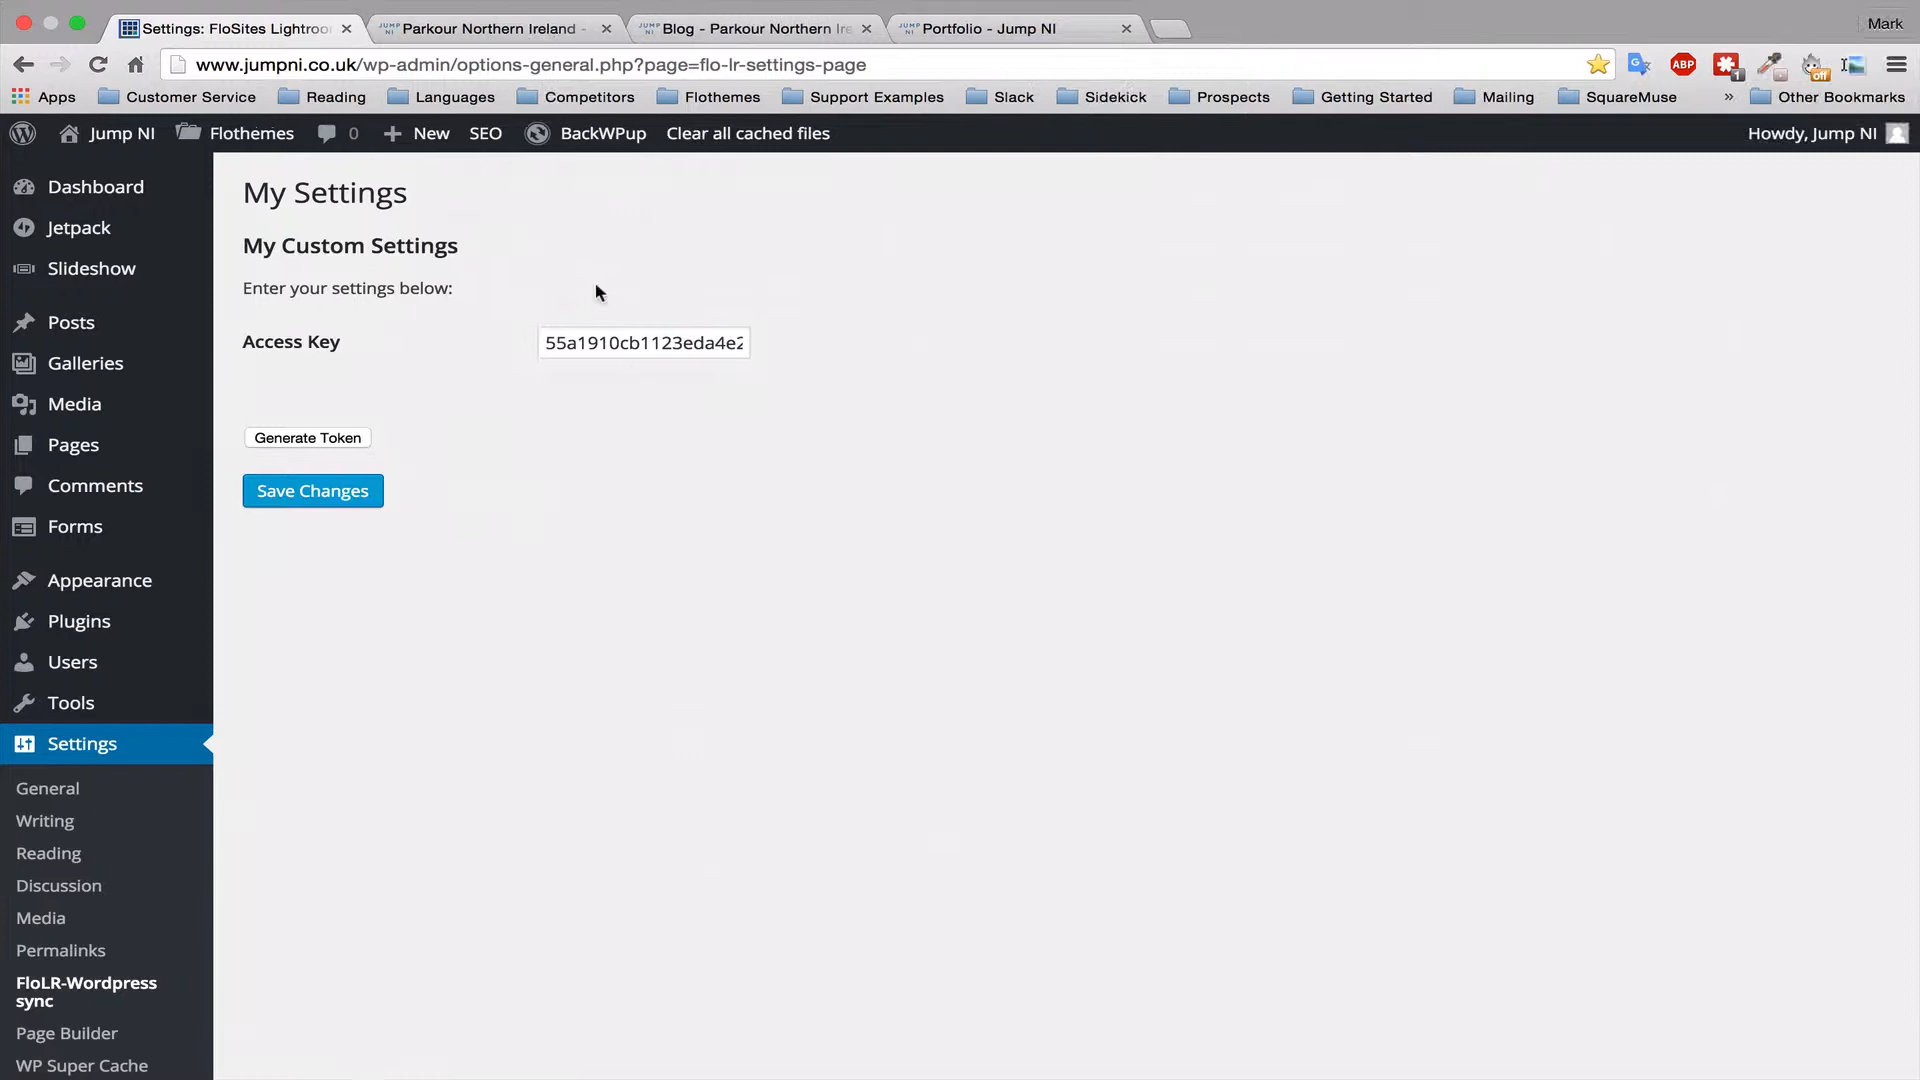 Settings: FloSites Lightroo
Parkour Northern Ireland -
Blog - Parkour Northern Ire
Portfolio - Jump NI
Mark
www.jumpni.co.uk/wp-admin/options-general.php?page=flo-lr-settings-page
ABP
1
off
Apps
Customer Service
Reading
Languages
Competitors
Flothemes
Support Examples
Slack
Sidekick
Prospects
Getting Started
Mailing
SquareMuse
»
Other Bookmarks
Jump NI
Flothemes
0
New
SEO
BackWPup
Clear all cached files
Howdy, Jump NI
Dashboard
Jetpack
Slideshow
Posts
Galleries
Media
Pages
Comments
Forms
Appearance
Plugins
Users
Tools
Settings
General
Writing
Reading
Discussion
Media
Permalinks
FloLR-Wordpress
sync
Page Builder
WP Super Cache
My Settings
My Custom Settings
Enter your settings below:
Access Key
55a1910cb1123eda4e2
Generate Token
Save Changes